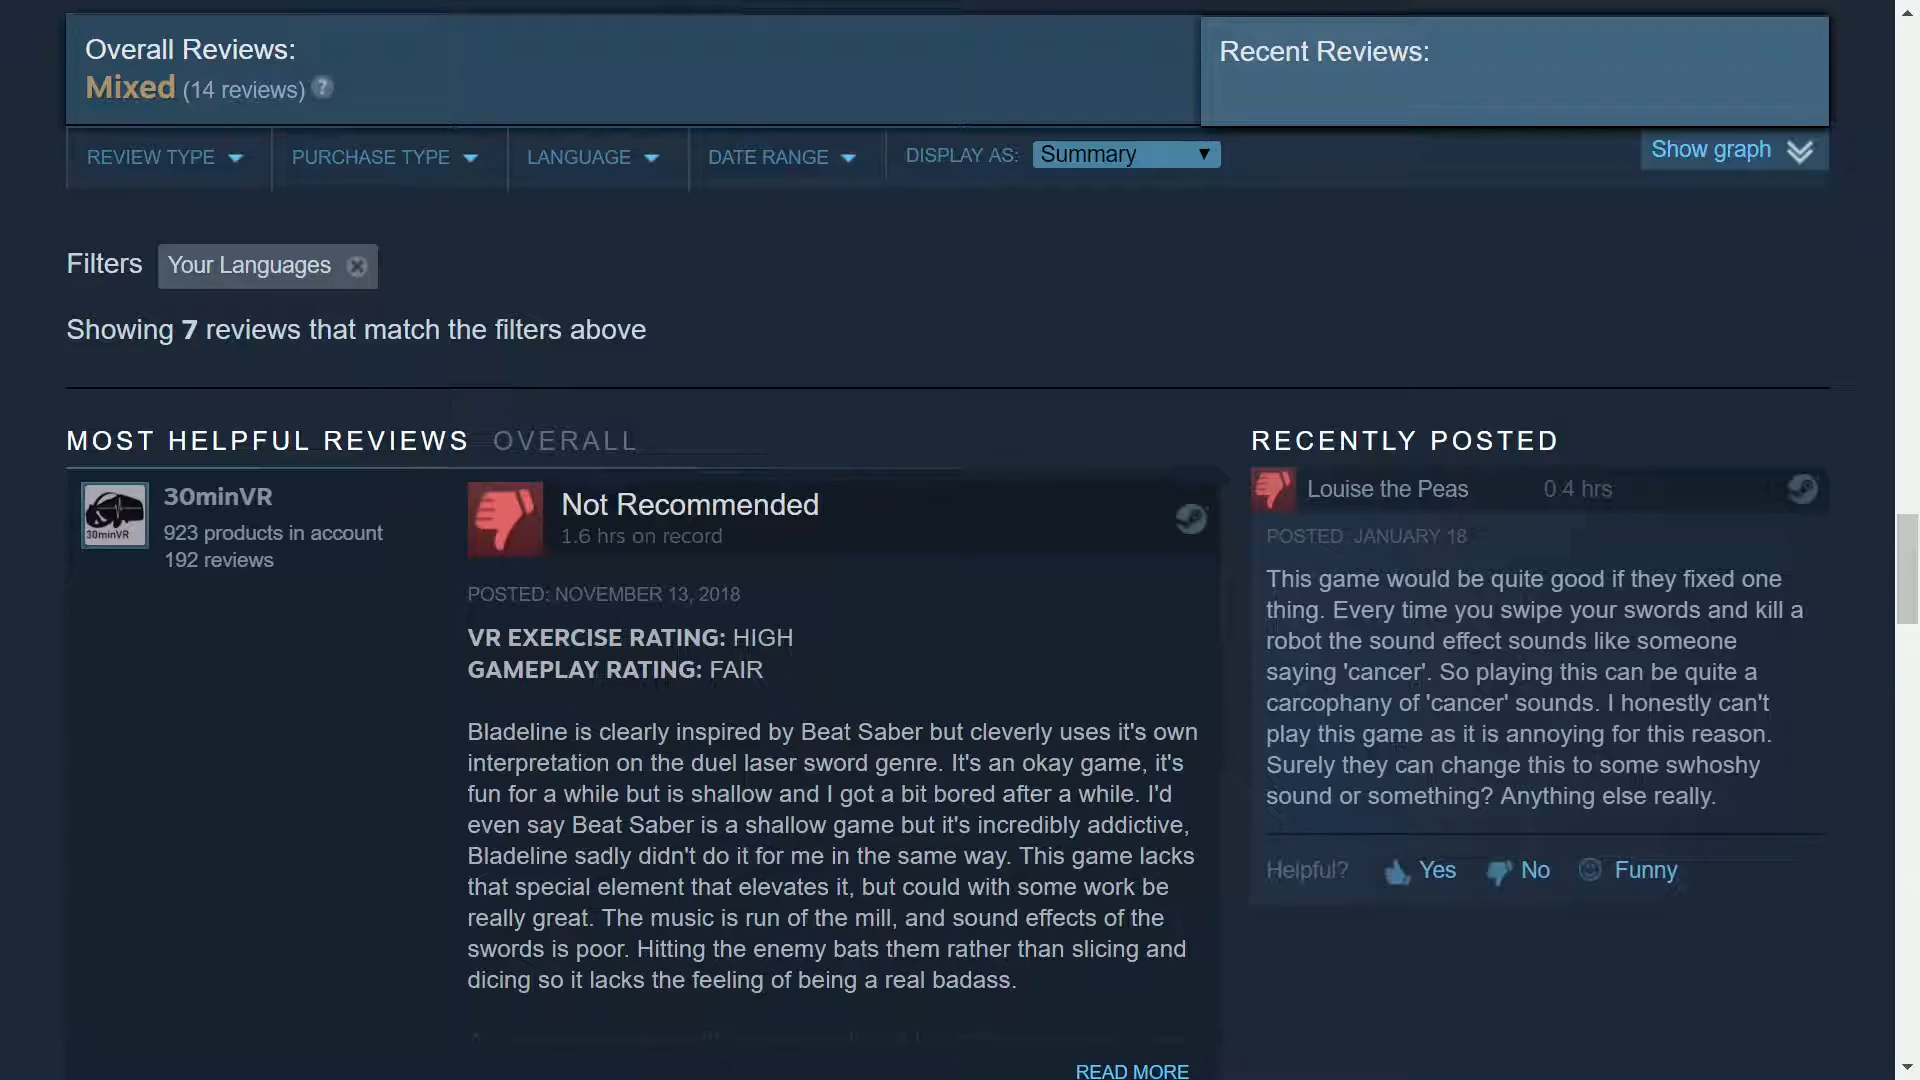 Overall Reviews:
Mixed (14 reviews) ?
Recent Reviews:
REVIEW TYPE
PURCHASE TYPE
LANGUAGE
DATE RANGE
DISPLAY AS: Summary
Show graph
Filters Your Languages
Showing 7 reviews that match the filters above
MOST HELPFUL REVIEWS OVERALL
30minVR
30minVR
923 products in account
192 reviews
Not Recommended
1.6 hrs on record
POSTED: NOVEMBER 13, 2018
VR EXERCISE RATING: HIGH
GAMEPLAY RATING: FAIR
Bladeline is clearly inspired by Beat Saber but cleverly uses it's own
interpretation on the duel laser sword genre. It's an okay game, it's
fun for a while but is shallow and I got a bit bored after a while. I'd
even say Beat Saber is a shallow game but it's incredibly addictive,
Bladeline sadly didn't do it for me in the same way. This game lacks
that special element that elevates it, but could with some work be
really great. The music is run of the mill, and sound effects of the
swords is poor. Hitting the enemy bats them rather than slicing and
dicing so it lacks the feeling of being a real badass.
READ MORE
RECENTLY POSTED
Louise the Peas 0.4 hrs
POSTED: JANUARY 18
This game would be quite good if they fixed one
thing. Every time you swipe your swords and kill a
robot the sound effect sounds like someone
saying 'cancer'. So playing this can be quite a
carcophany of 'cancer' sounds. I honestly can't
play this game as it is annoying for this reason.
Surely they can change this to some swhoshy
sound or something? Anything else really.
Helpful? Yes No Funny